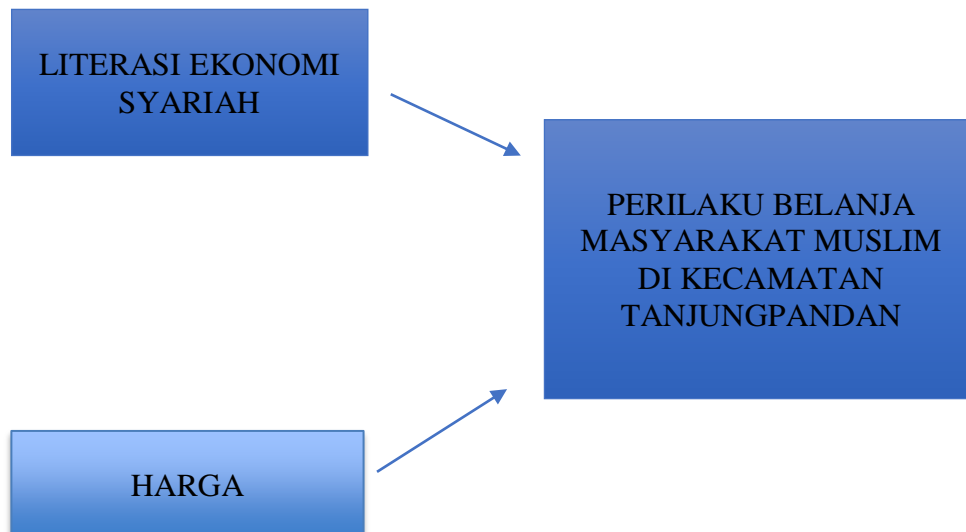 LITERASI EKONOMI
SYARIAH
PERILAKU BELANJA
MASYARAKAT MUSLIM
DI KECAMATAN
TANJUNGPANDAN
HARGA